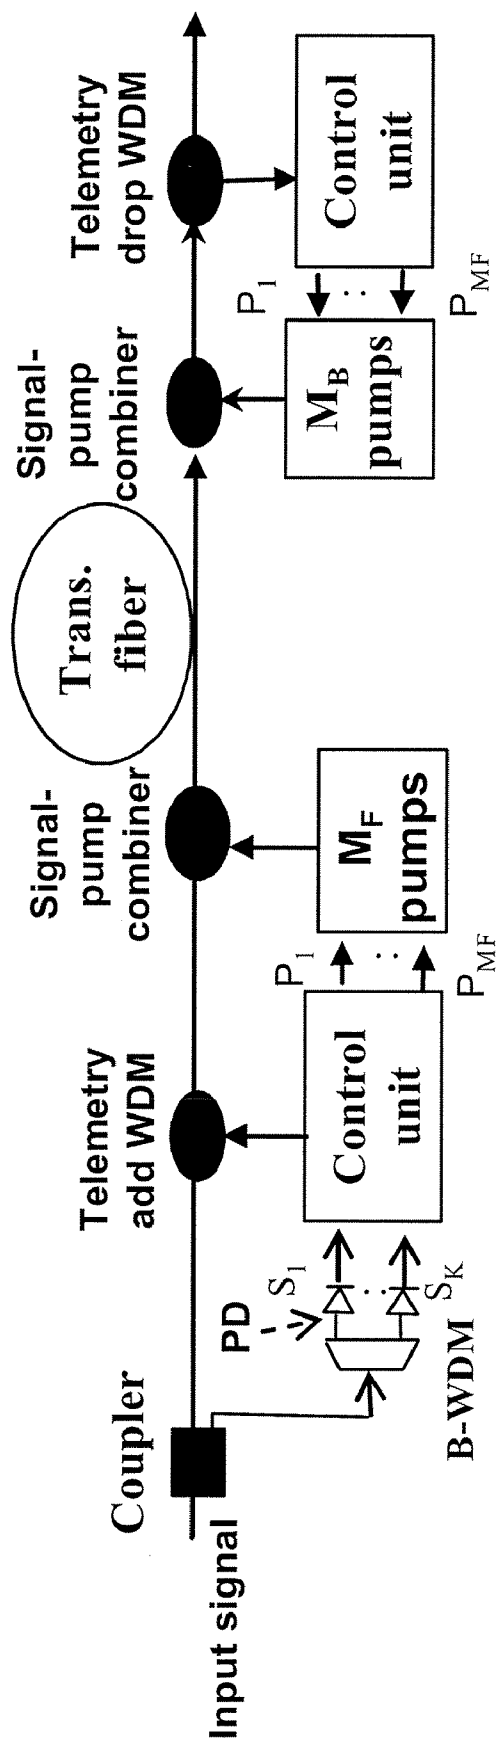 Input signal
Coupler
B-WDM
PD
S1
. .
SK
Telemetry
add WDM
Control
unit
P1
. .
PMF
Signal-
pump
combiner
MF
pumps
Trans.
fiber
Signal-
pump
combiner
MB
pumps
P1
. .
PMF
Telemetry
drop WDM
Control
unit